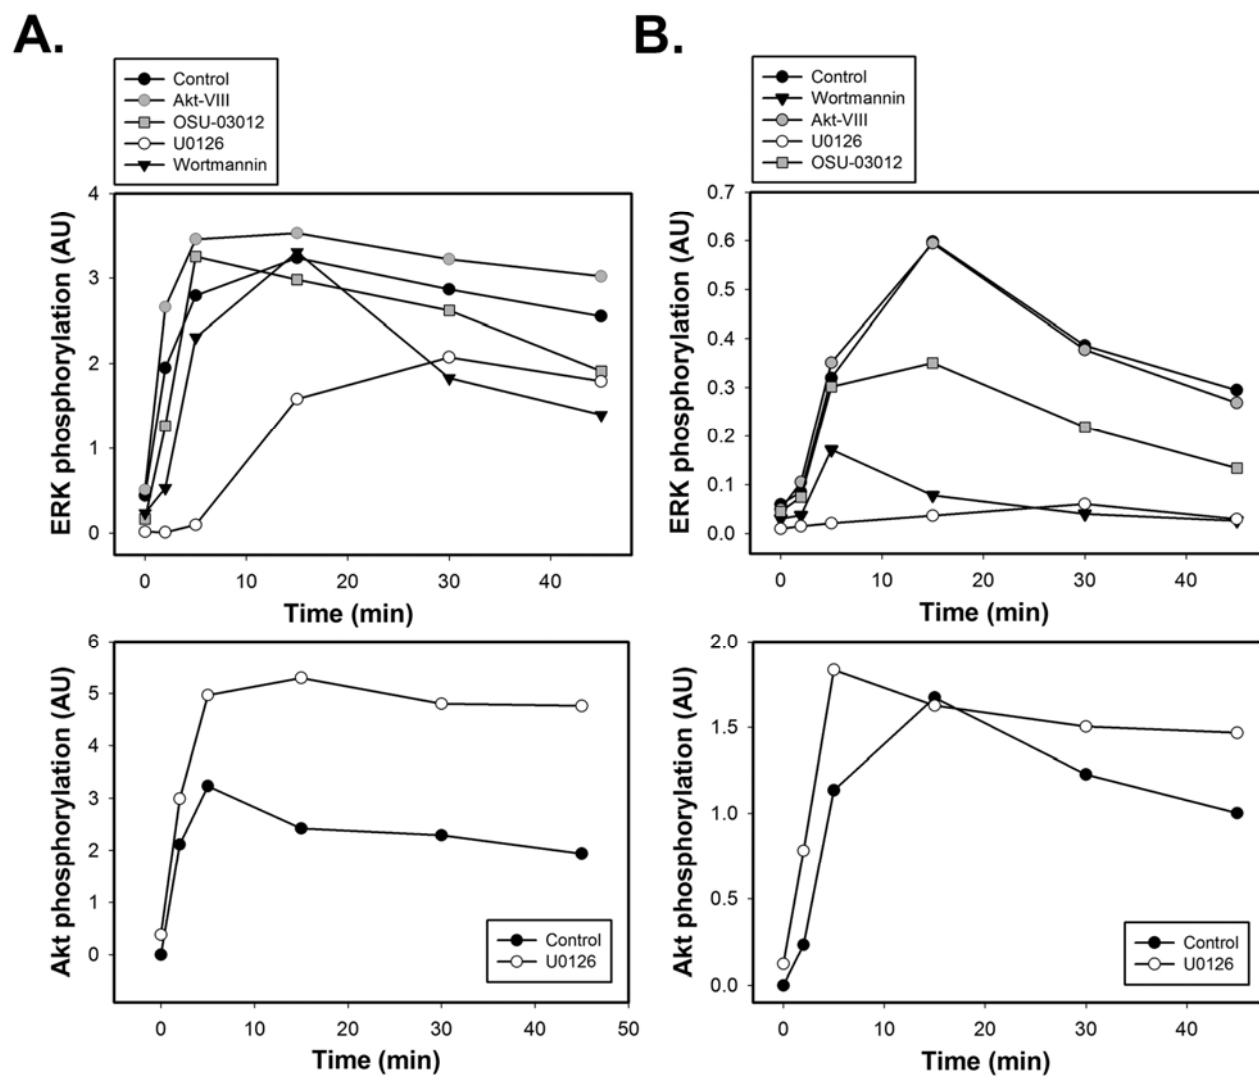 A.
Control
Akt-VIII
OSU-03012
U0126
Wortmannin
ERK phosphorylation (AU)
4
3
2
1
0
0 10 20 30 40
Time (min)
B.
Control
Wortmannin
Akt-VIII
U0126
OSU-03012
ERK phosphorylation (AU)
0.7
0.6
0.5
0.4
0.3
0.2
0.1
0.0
0 10 20 30 40
Time (min)
Akt phosphorylation (AU)
6
5
4
3
2
1
0
Control
U0126
0 10 20 30 40 50
Time (min)
Akt phosphorylation (AU)
2.0
1.5
1.0
0.5
0.0
Control
U0126
0 10 20 30 40
Time (min)